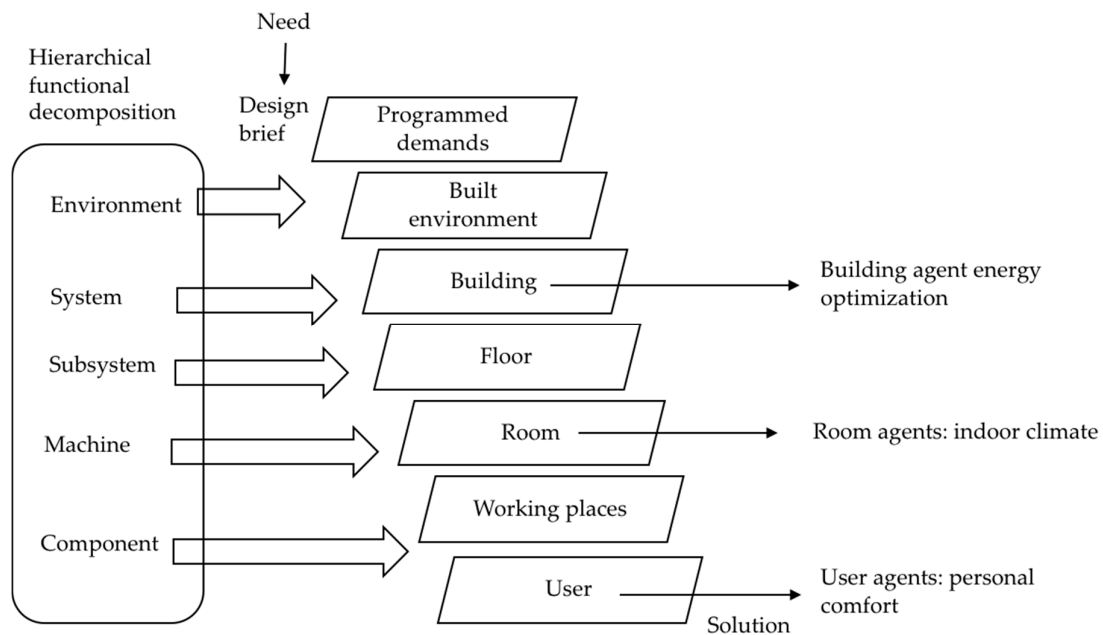 Need
Hierarchical
functional
decomposition
Design
brief
Programmed
demands
Environment
Built
environment
System
Building
Building agent energy
optimization
Subsystem
Floor
Machine
Room
Room agents: indoor climate
Working places
Component
User
User agents: personal
comfort
Solution